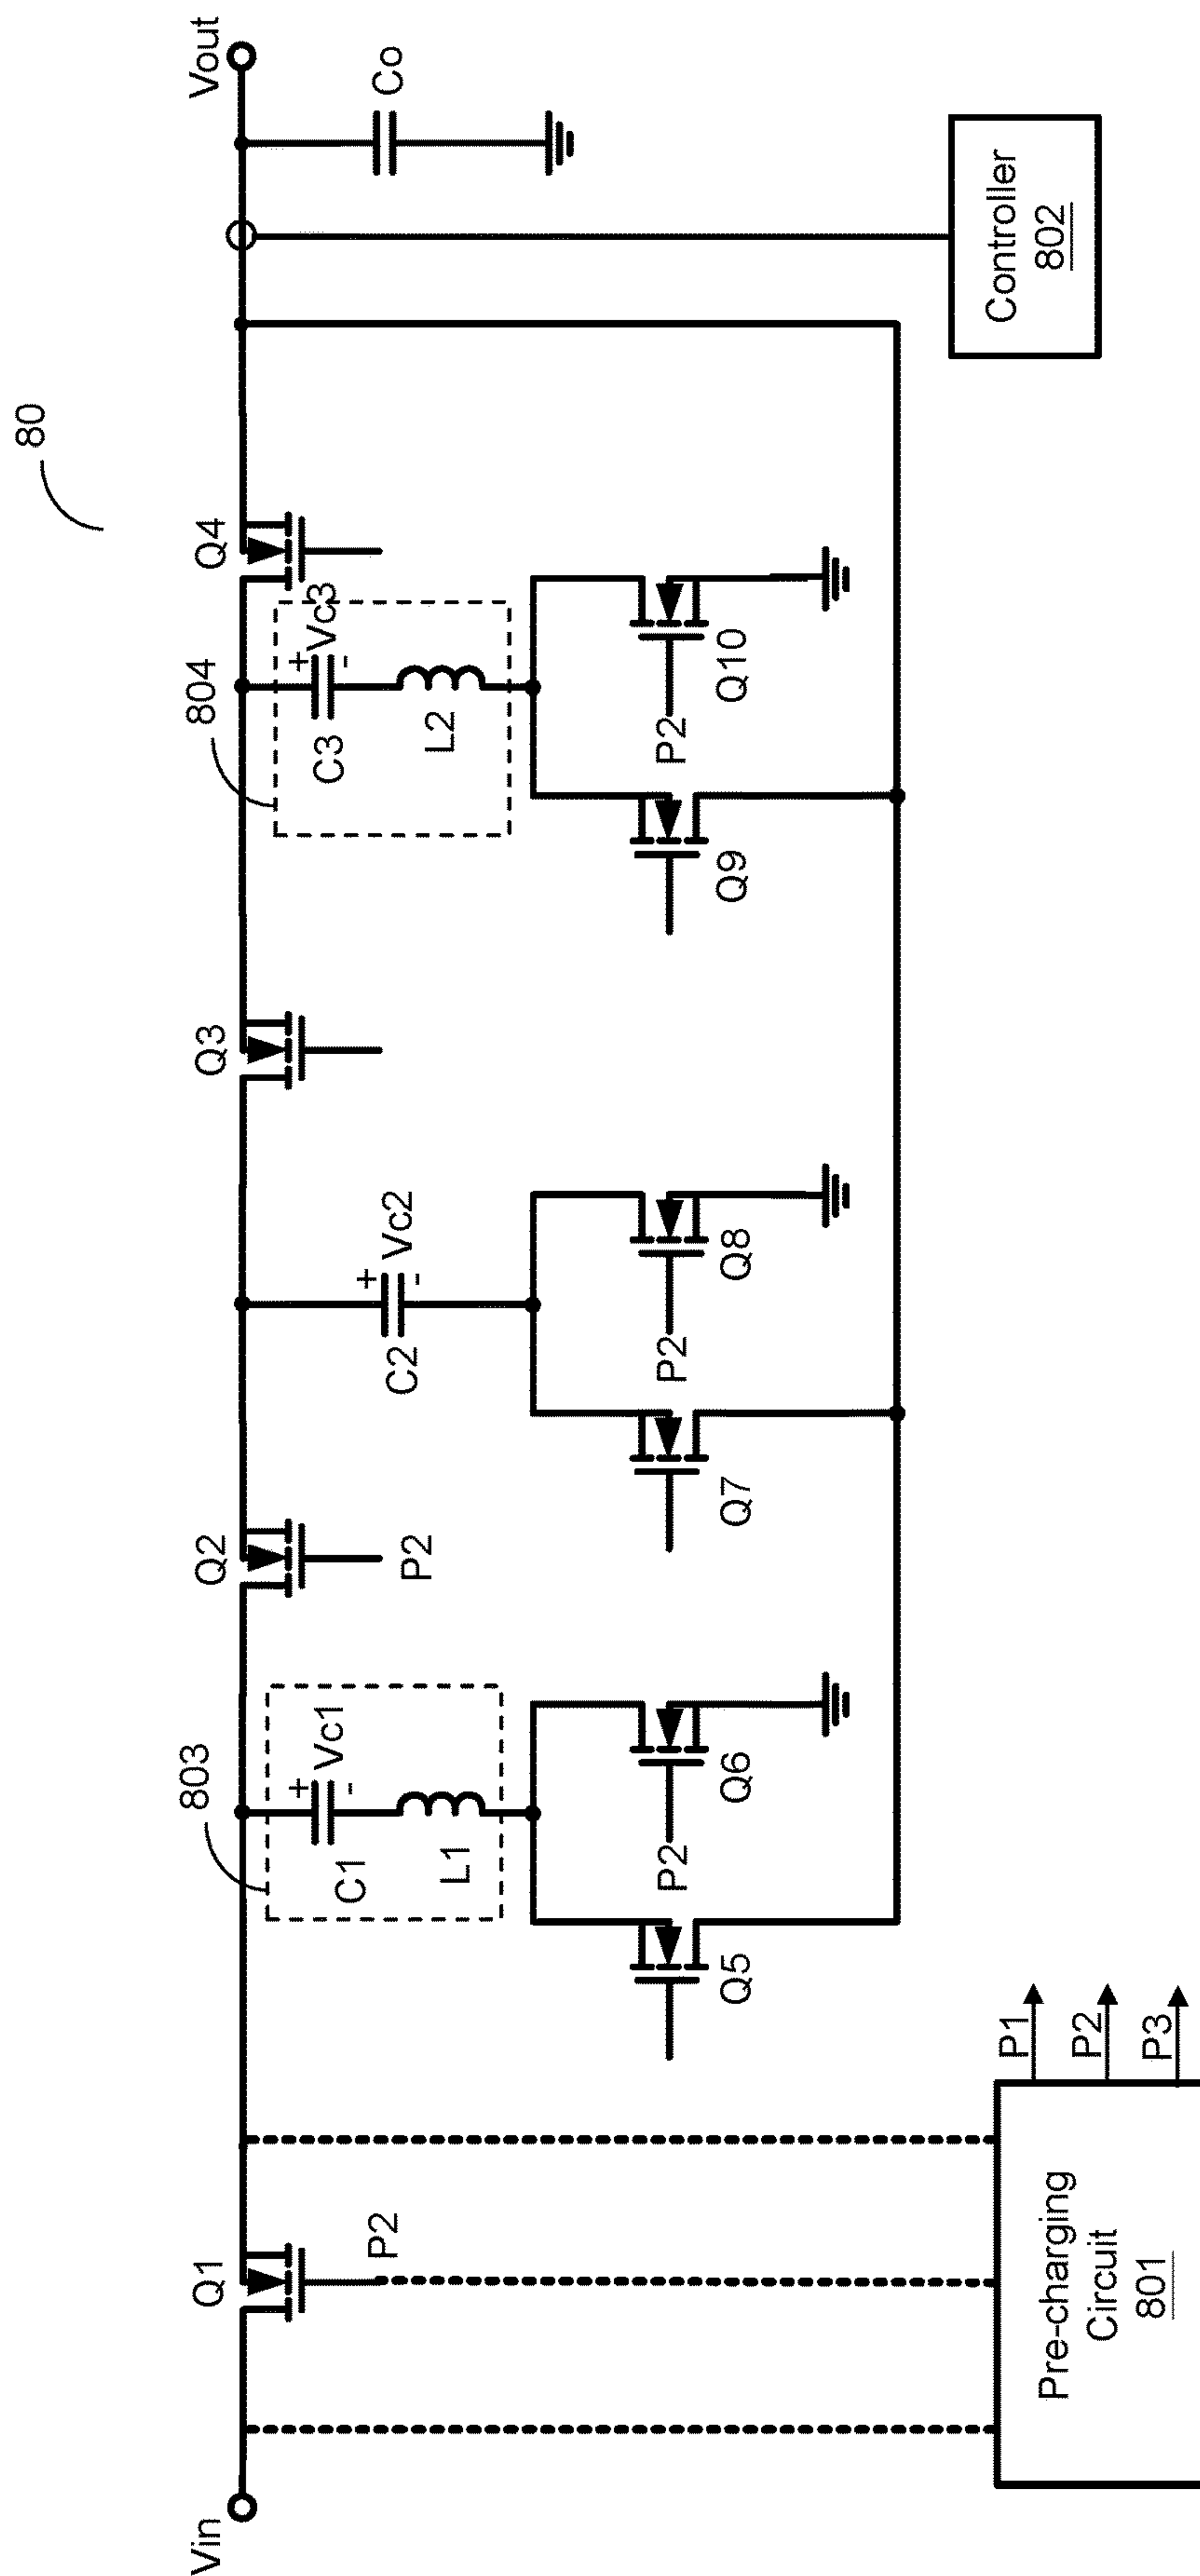 80
Vin
Q1
P2
803
C1
Vc1
+
-
L1
Q2
P2
C2
Vc2
+
-
Q3
804
C3
Vc3
+
-
L2
Q4
Vout
Co
Q5
P2
Q6
Q7
P2
Q8
Q9
P2
Q10
Pre-charging
Circuit
801
P1
P2
P3
Controller
802